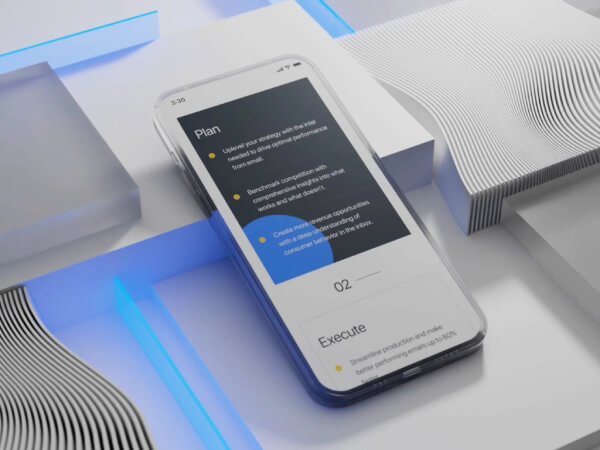 3:30
Plan
Uplevel your strategy with the intel
needed to drive optimal performance
from email.
Benchmark competition with
comprehensive insights into what
works and what doesn't.
Create more revenue opportunities
with a deep understanding of
consumer behavior in the inbox.
02
Execute
Streamline production and make
better performing emails up to 80%
faster.